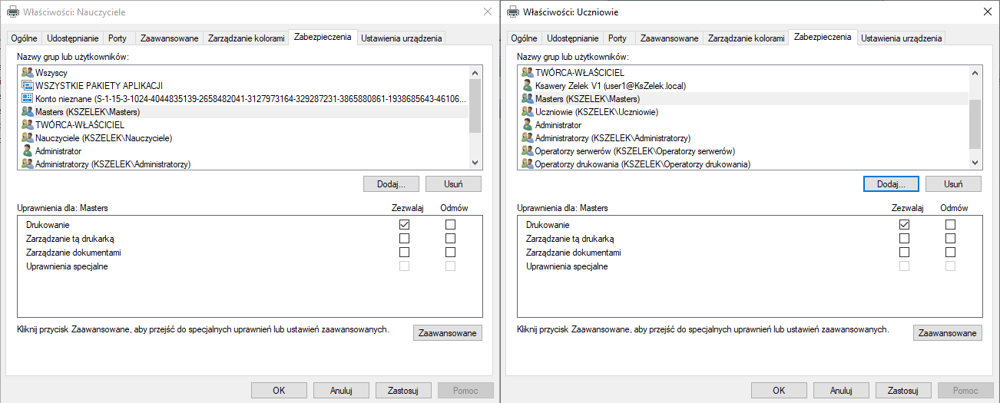 Właściwości: Nauczyciele
Ogólne Udostępnianie Porty Zaawansowane Zarządzanie kolorami Zabezpieczenia Ustawienia urządzenia
Nazwy grup lub użytkowników:
Wszyscy
WSZYSTKIE PAKIETY APLIKACJI
Konto nieznane (S-1-15-3-1024-4044835139-2658482041-3127973164-329287231-3865880861-1938685643-46106...
Masters (KSZELEK\Masters)
TWÓRCA-WŁAŚCICIEL
Nauczyciele (KSZELEK\Nauczyciele)
Administrator
Administratorzy (KSZELEK\Administratorzy)
Dodaj... Usuń
Uprawnienia dla: Masters Zezwalaj Odmów
Drukowanie
Zarządzanie tą drukarką
Zarządzanie dokumentami
Uprawnienia specjalne
Kliknij przycisk Zaawansowane, aby przejść do specjalnych uprawnień lub ustawień zaawansowanych.
Zaawansowane
OK Anuluj Zastosuj Pomoc
Właściwości: Uczniowie
Ogólne Udostępnianie Porty Zaawansowane Zarządzanie kolorami Zabezpieczenia Ustawienia urządzenia
Nazwy grup lub użytkowników:
TWÓRCA-WŁAŚCICIEL
Ksawery Zelek V1 (user1@KsZelek.local)
Masters (KSZELEK\Masters)
Uczniowie (KSZELEK\Uczniowie)
Administrator
Administratorzy (KSZELEK\Administratorzy)
Operatorzy serwerów (KSZELEK\Operatorzy serwerów)
Operatorzy drukowania (KSZELEK\Operatorzy drukowania)
Dodaj... Usuń
Uprawnienia dla: Masters Zezwalaj Odmów
Drukowanie
Zarządzanie tą drukarką
Zarządzanie dokumentami
Uprawnienia specjalne
Kliknij przycisk Zaawansowane, aby przejść do specjalnych uprawnień lub ustawień zaawansowanych.
Zaawansowane
OK Anuluj Zastosuj Pomoc